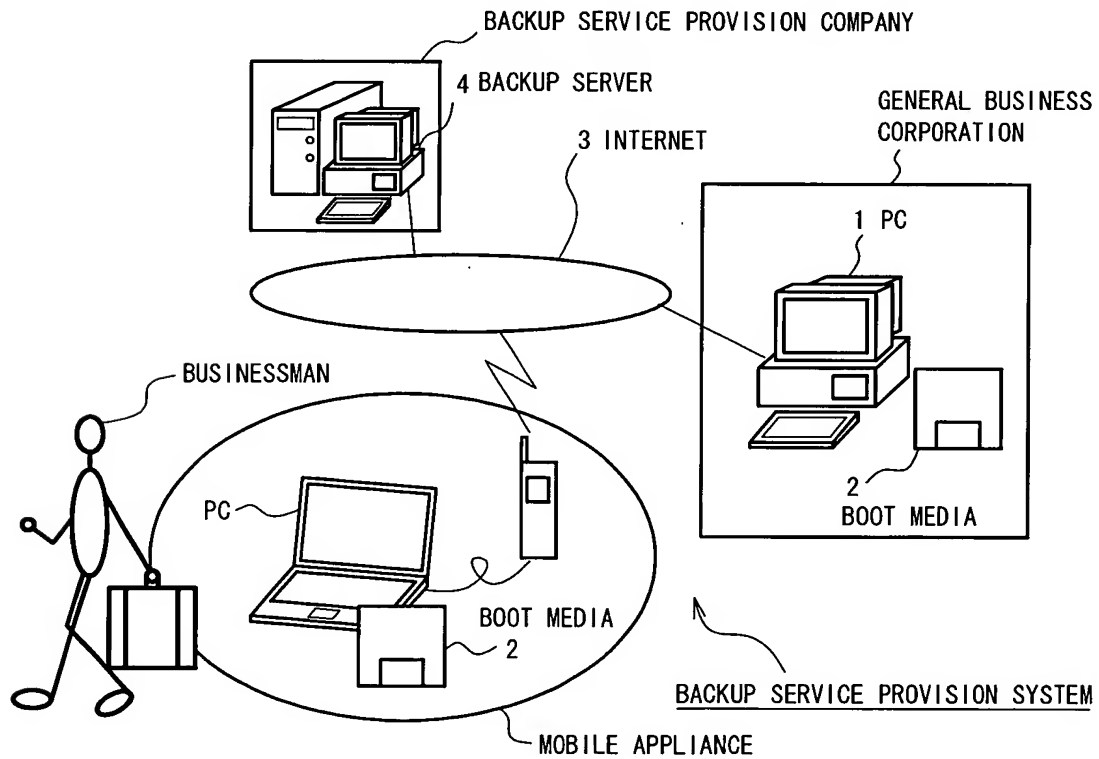 BACKUP SERVICE PROVISION COMPANY
4 BACKUP SERVER
GENERAL BUSINESS
CORPORATION
3 INTERNET
1 PC
BUSINESSMAN
PC
2
BOOT MEDIA
BOOT MEDIA
2
BACKUP SERVICE PROVISION SYSTEM
MOBILE APPLIANCE